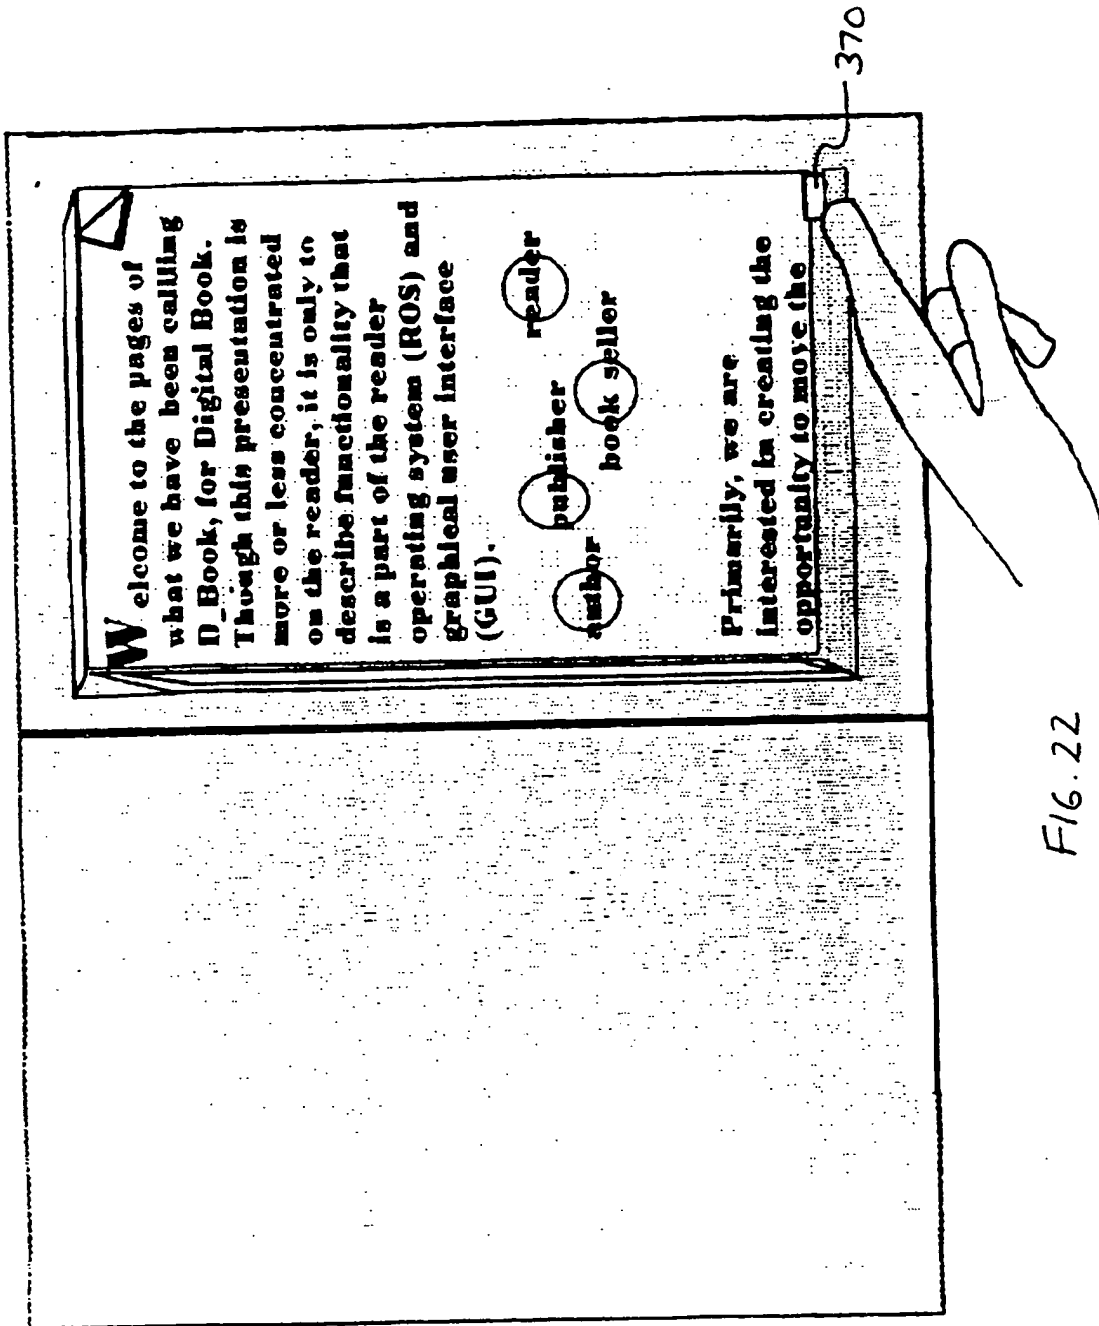 Welcome to the pages of
what we have been callling
D_Book, for Digital Book.
Though this presentation is
more or less concentrated
on the reader, it is only to
describe functionality that
is a part of the reader
operating system (ROS) and
graphical user interface
(GUI).
author publisher reader
book seller
Primarily, we are
interested in creating the
opportunity to move the
370
FIG. 22